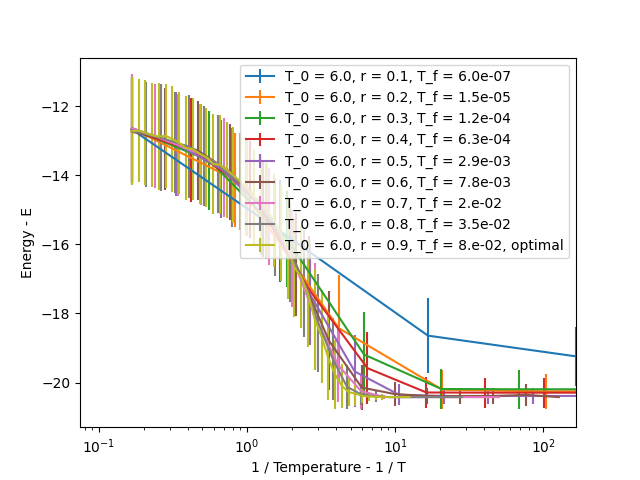 T_0 = 6.0, r = 0.1, T_f = 6.0e-07
T_0 = 6.0, r = 0.2, T_f = 1.5e-05
T_0 = 6.0, r = 0.3, T_f = 1.2e-04
T_0 = 6.0, r = 0.4, T_f = 6.3e-04
T_0 = 6.0, r = 0.5, T_f = 2.9e-03
T_0 = 6.0, r = 0.6, T_f = 7.8e-03
T_0 = 6.0, r = 0.7, T_f = 2.e-02
T_0 = 6.0, r = 0.8, T_f = 3.5e-02
T_0 = 6.0, r = 0.9, T_f = 8.e-02, optimal
Energy - E
−12
−14
−16
−18
−20
10⁻¹ 10⁰ 10¹ 10²
1 / Temperature - 1 / T